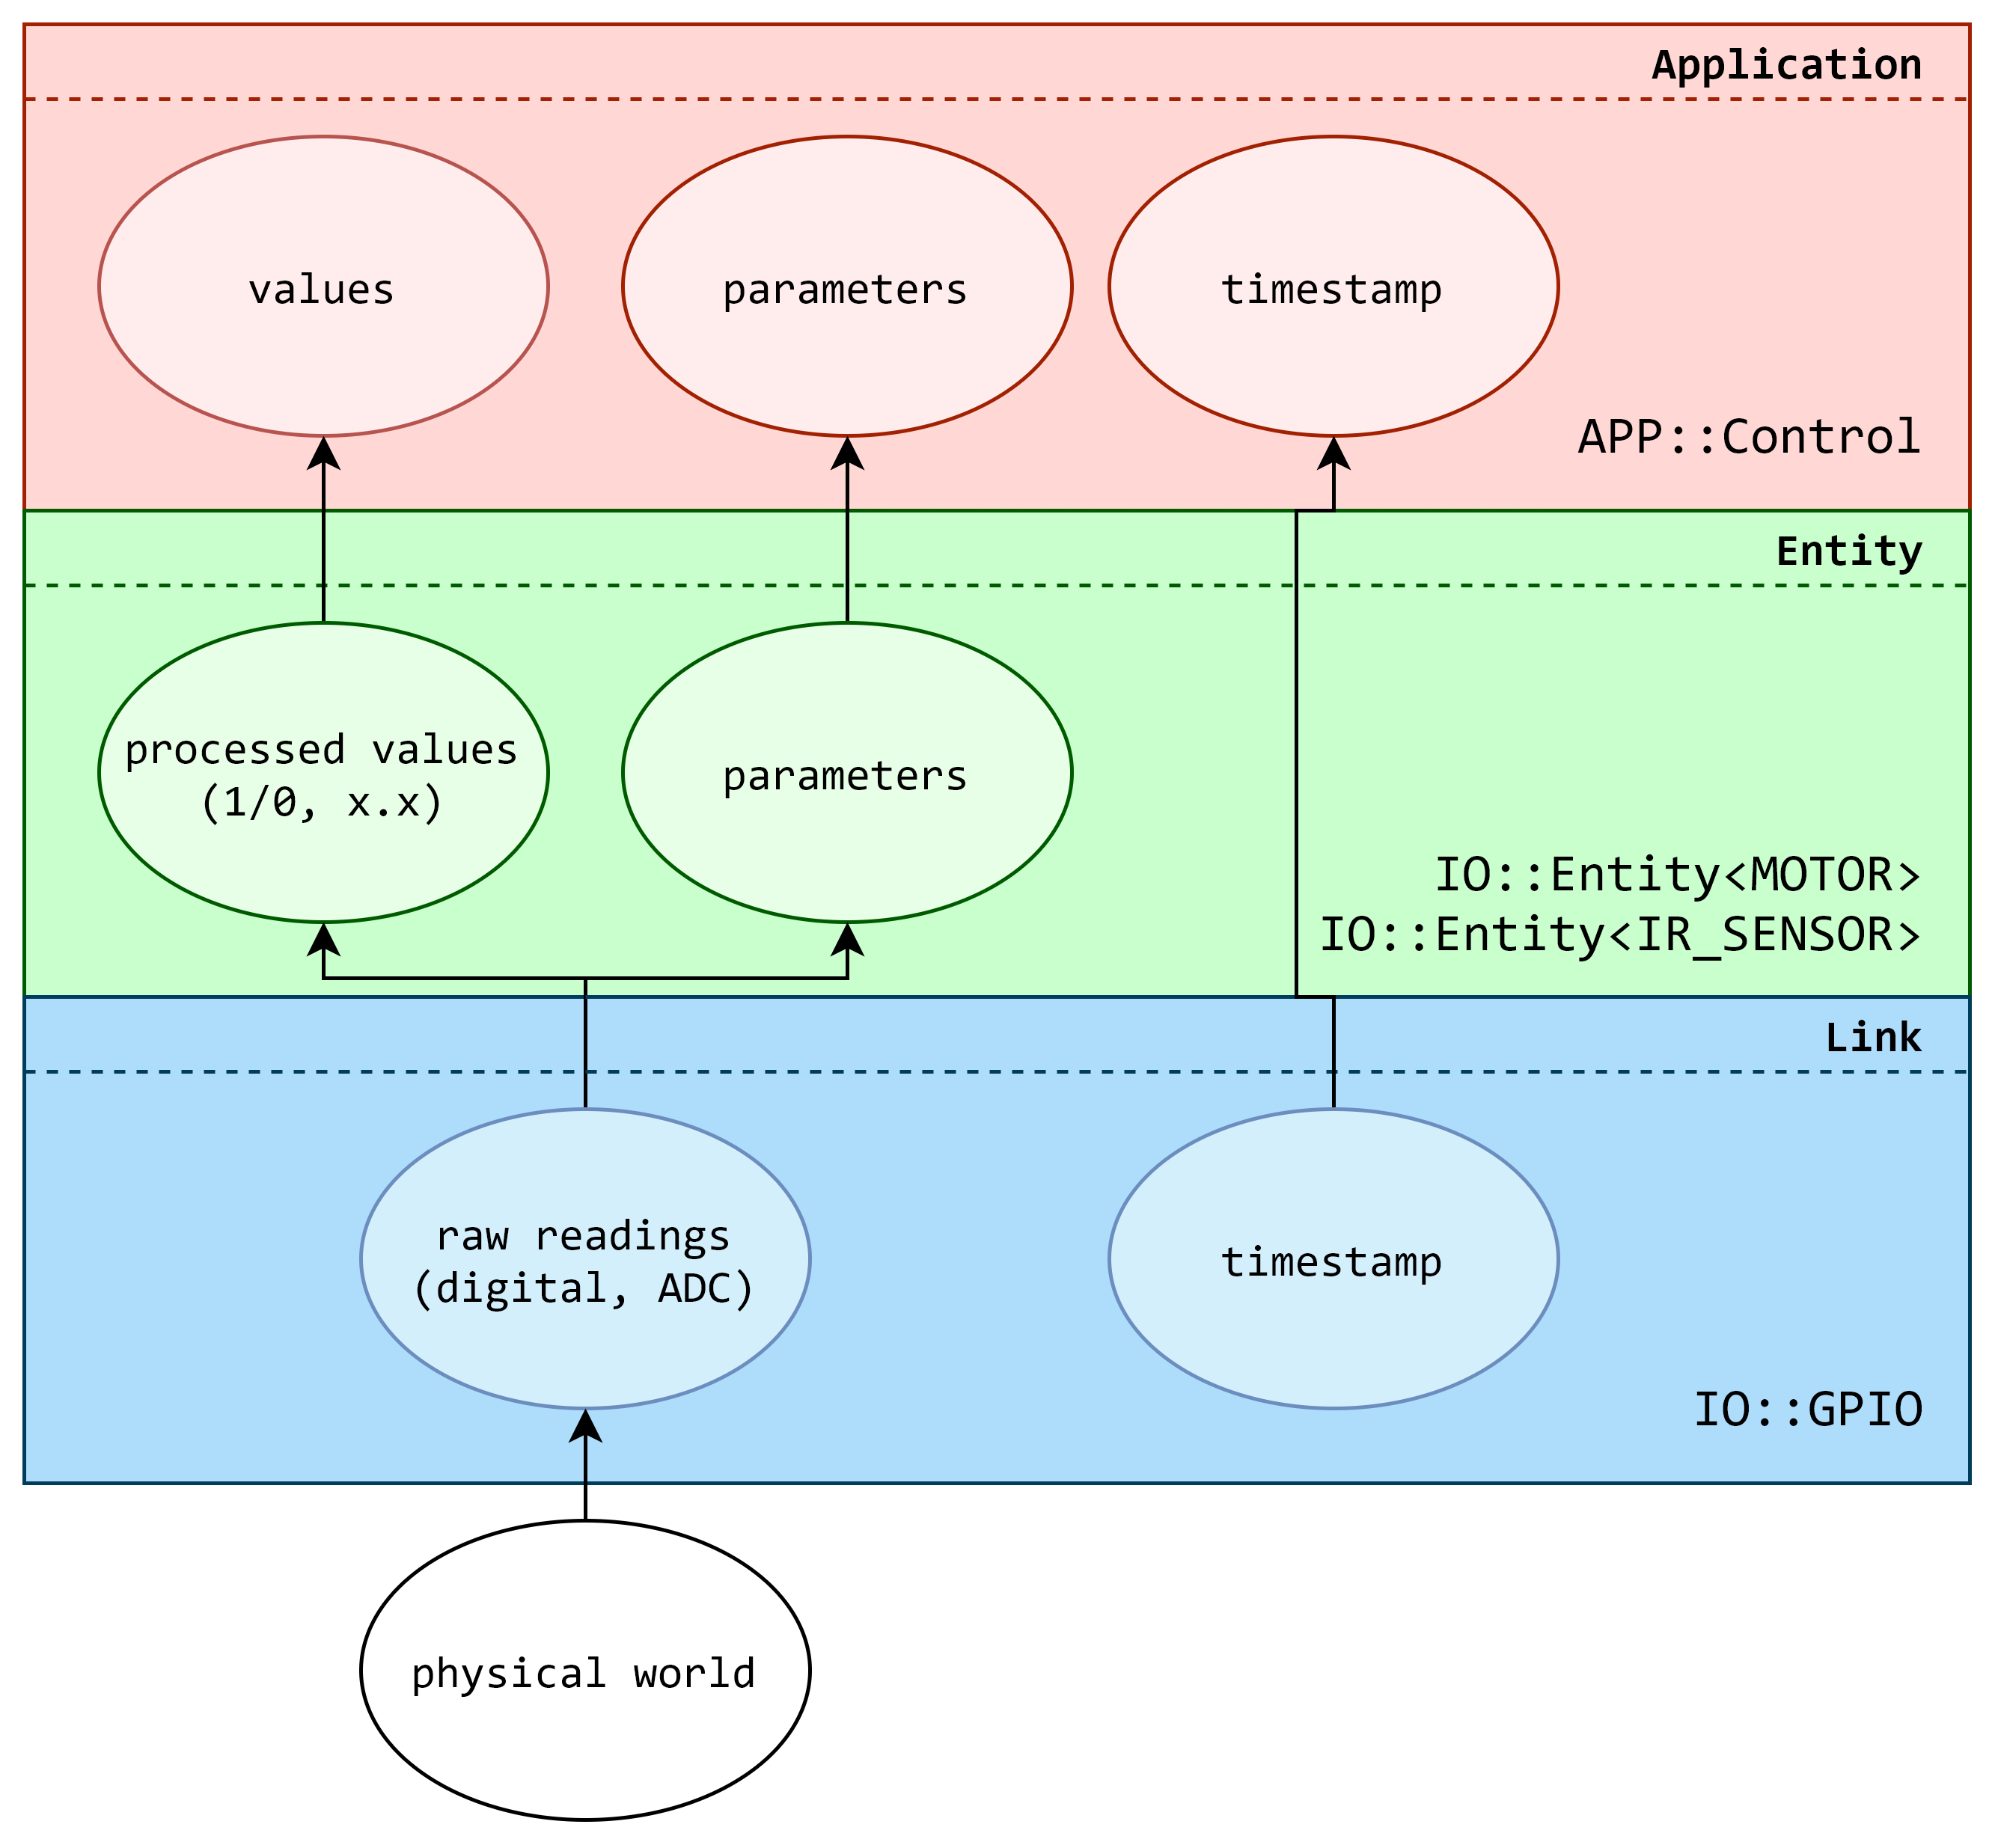 Application
values
parameters
timestamp
APP::Control
Entity
processed values
(1/0, x.x)
parameters
IO::Entity<MOTOR>
IO::Entity<IR_SENSOR>
Link
raw readings
(digital, ADC)
timestamp
IO::GPIO
physical world